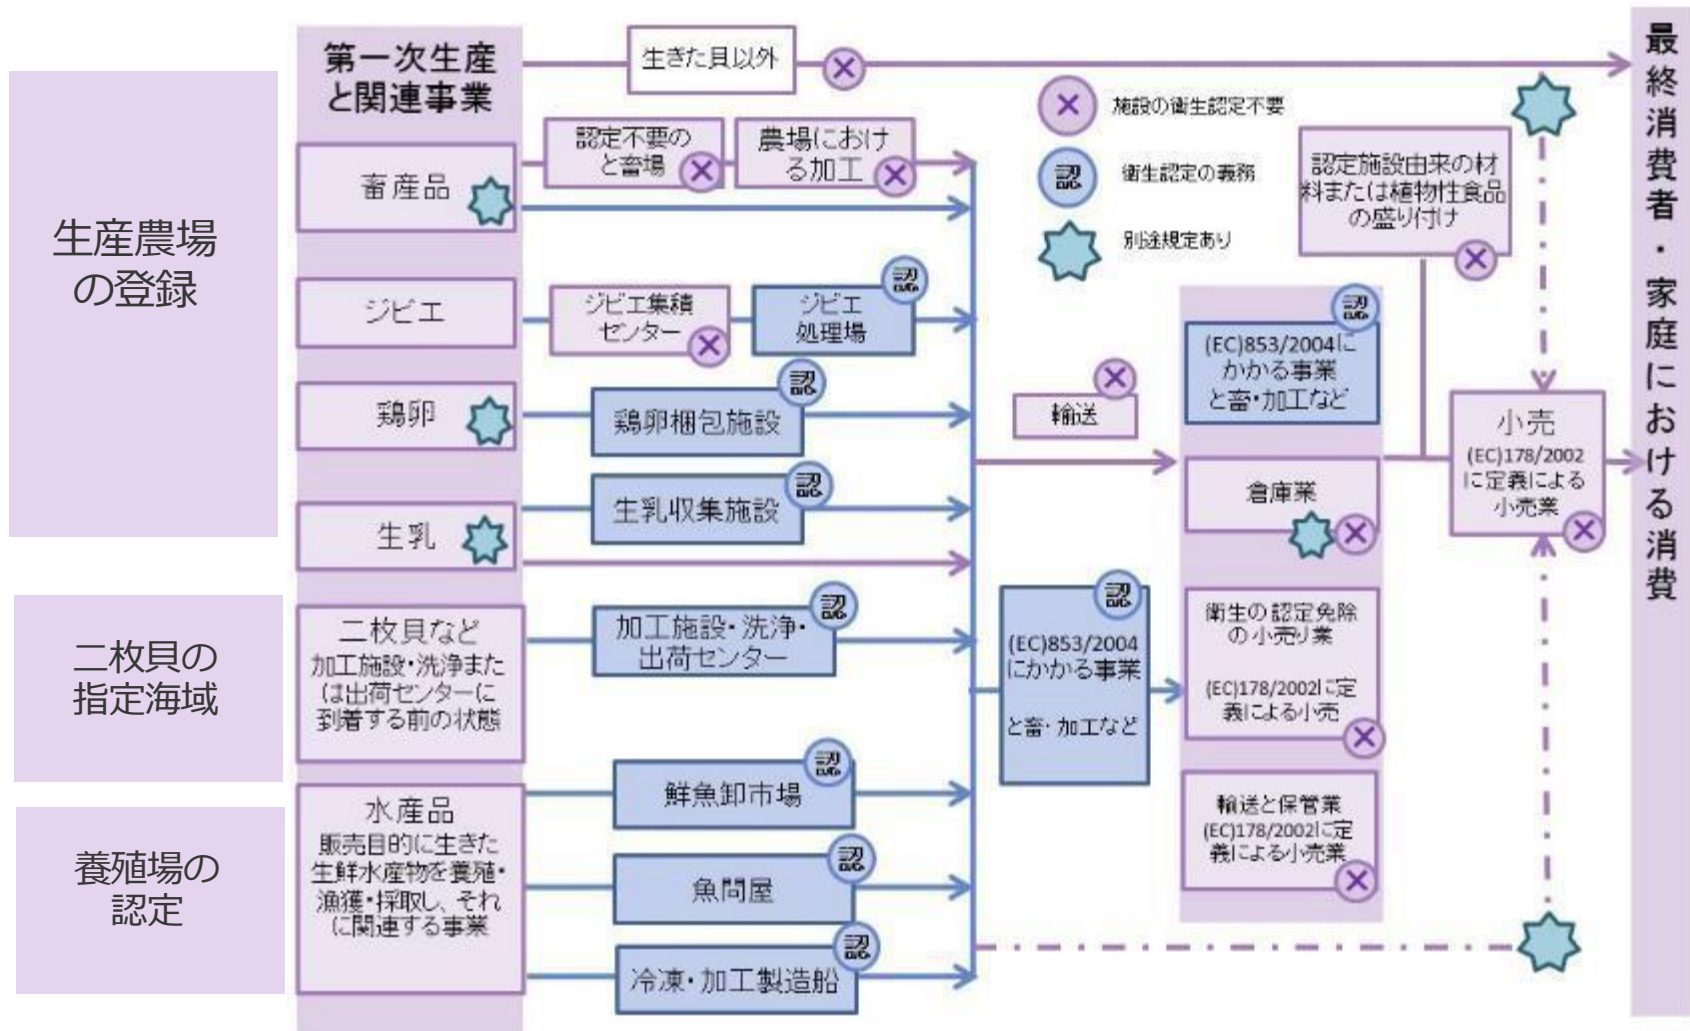 生産農場
の登録
二枚貝の
指定海域
養殖場の
認定
第一次生産
と関連事業
畜産品
ジビエ
鶏卵
生乳
二枚貝など
加工施設・洗浄また
は出荷センターに
到着する前の状態
水産品
販売目的に生きた
生鮮水産物を養殖・
漁獲・採取し、それ
に関連する事業
生きた貝以外
認定不要の
と畜場
農場におけ
る加工
ジビエ集積
センター
ジビエ
処理場
認
鶏卵梱包施設
認
生乳収集施設
認
加工施設・洗浄・
出荷センター
認
鮮魚卸市場
認
魚問屋
認
冷凍・加工製造船
認
施設の衛生認定不要
認
衛生認定の義務
別途規定あり
輸送
(EC)853/2004
にかかる事業
と畜・加工など
認
(EC)853/2004に
かかる事業
と畜・加工など
認
倉庫業
衛生の認定免除
の小売り業
(EC)178/2002に定
義による小売
輸送と保管業
(EC)178/2002に定
義による小売業
認定施設由来の材
料または植物性食品
の盛り付け
小売
(EC)178/2002
に定義による
小売業
最終消費者・家庭における消費